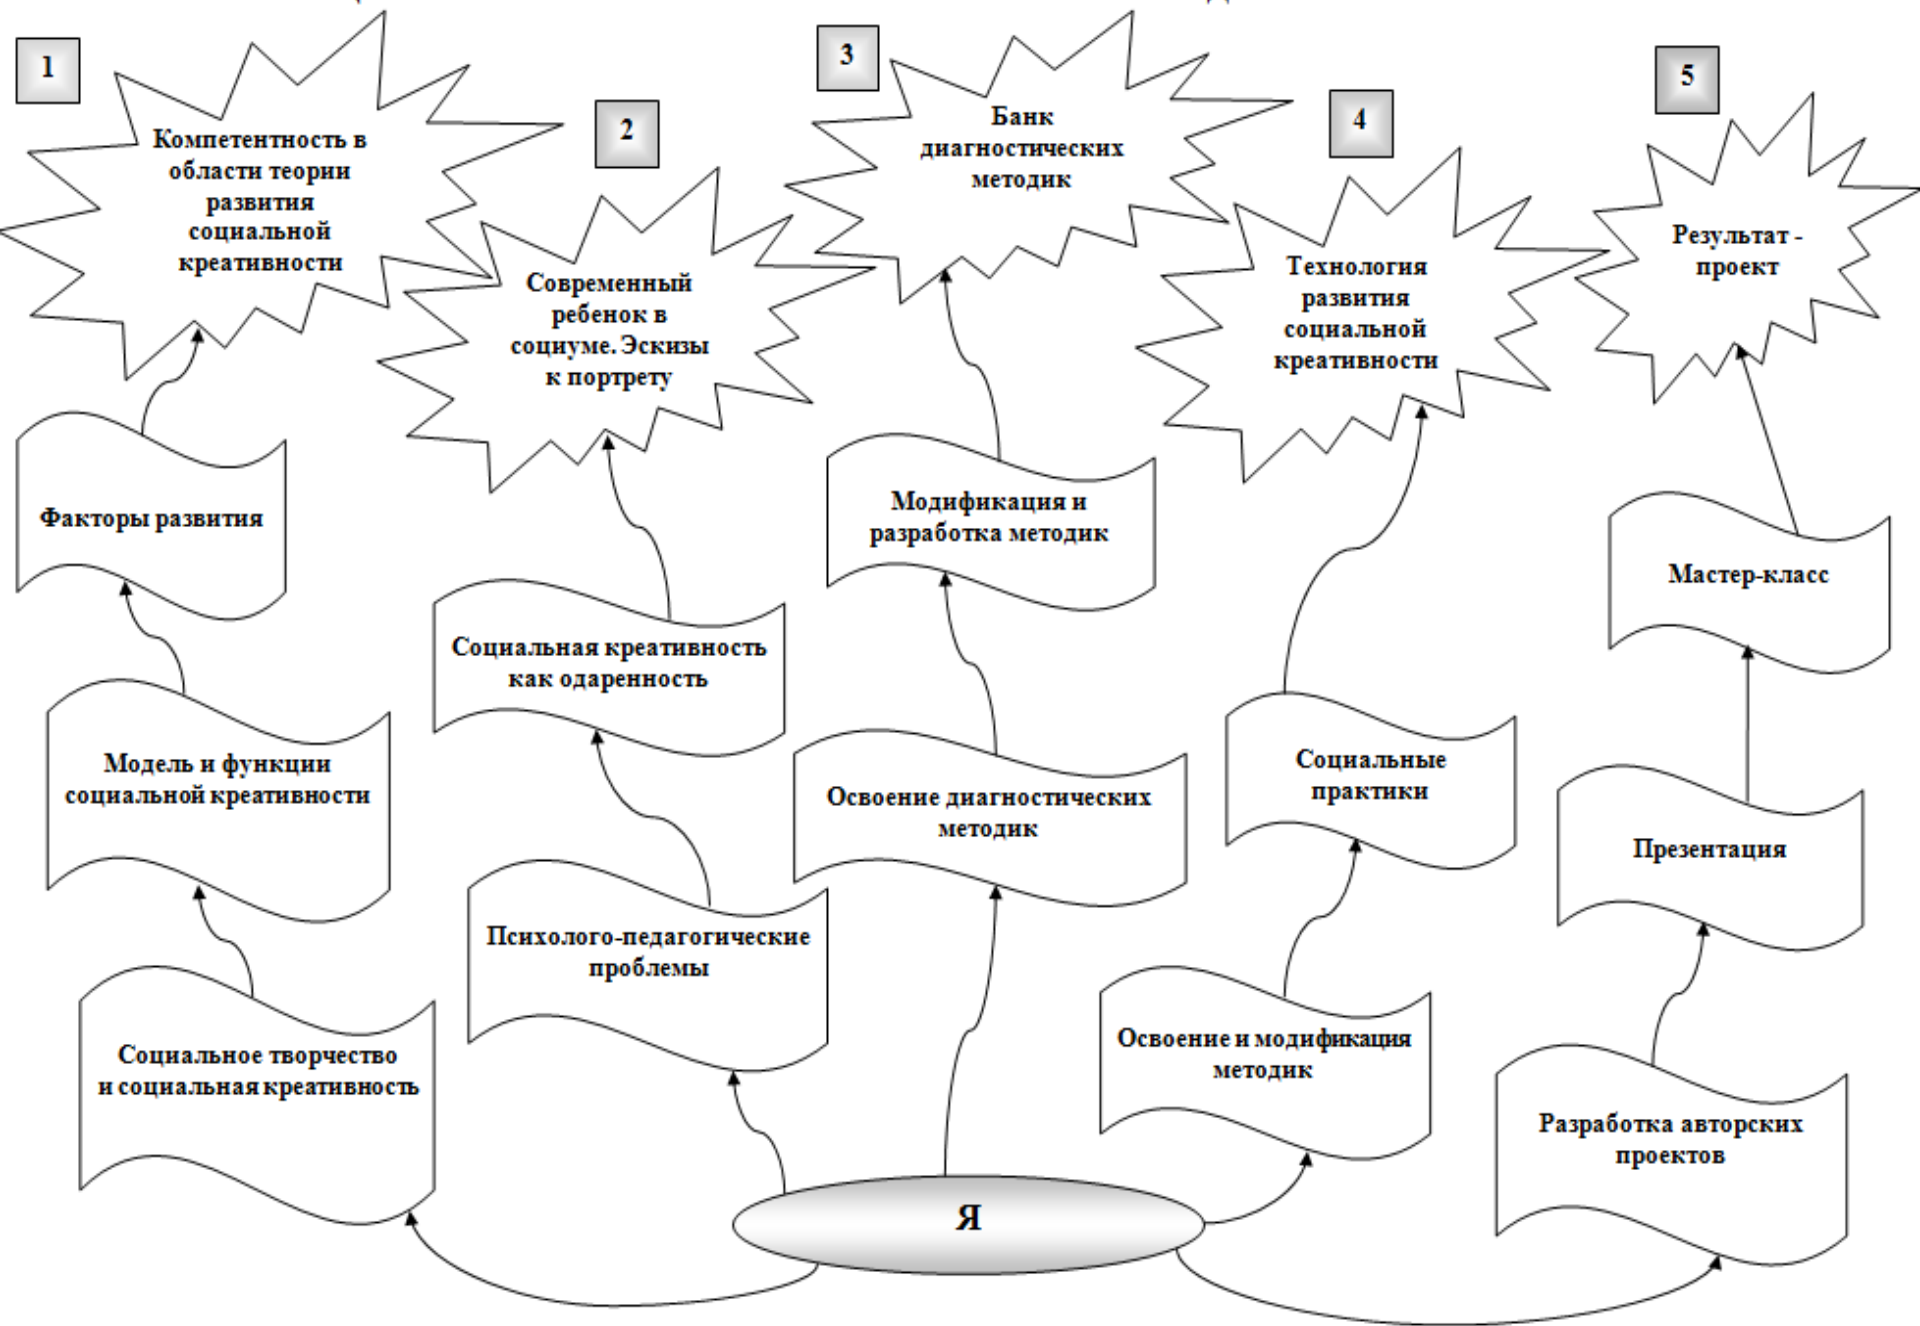 1
Компетентность в
области теории
развития
социальной
креативности
Факторы развития
Модель и функции
социальной креативности
Социальное творчество
и социальная креативность
2
Современный
ребенок в
социуме. Эскизы
к портрету
Социальная креативность
как одаренность
Психолого-педагогические
проблемы
3
Банк
диагностических
методик
Модификация и
разработка методик
Освоение диагностических
методик
4
Технология
развития
социальной
креативности
Социальные
практики
Освоение и модификация
методик
5
Результат -
проект
Мастер-класс
Презентация
Разработка авторских
проектов
Я